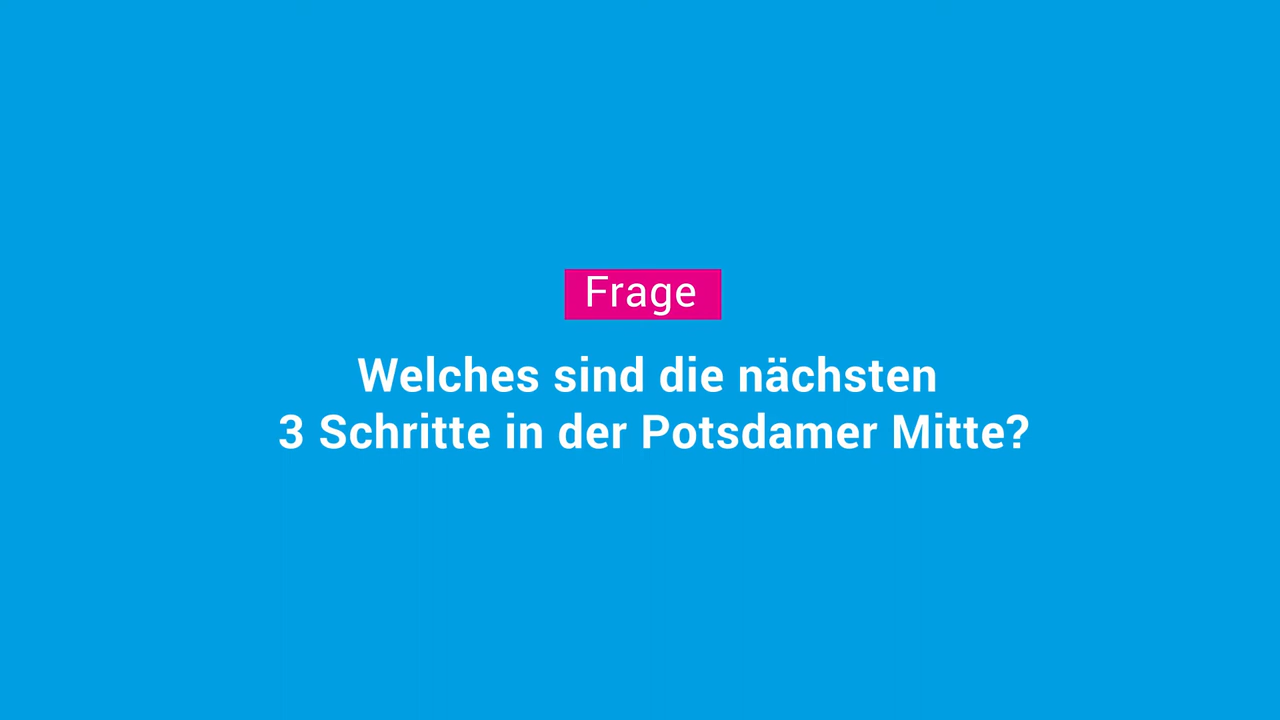 Frage
Welches sind die nächsten
3 Schritte in der Potsdamer Mitte?